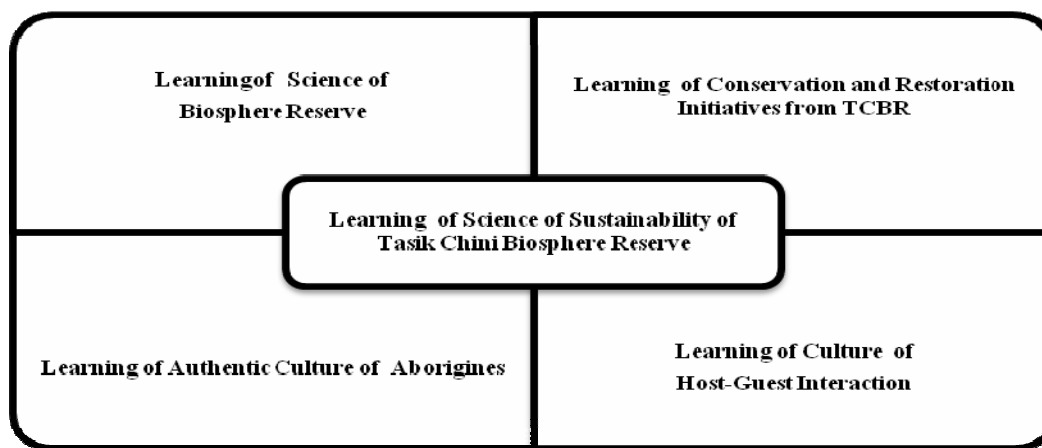 Learningof Science of
Biosphere Reserve
Learning of Conservation and Restoration
Initiatives from TCBR
Learning of Science of Sustainability of
Tasik Chini Biosphere Reserve
Learning of Authentic Culture of Aborigines
Learning of Culture of
Host-Guest Interaction